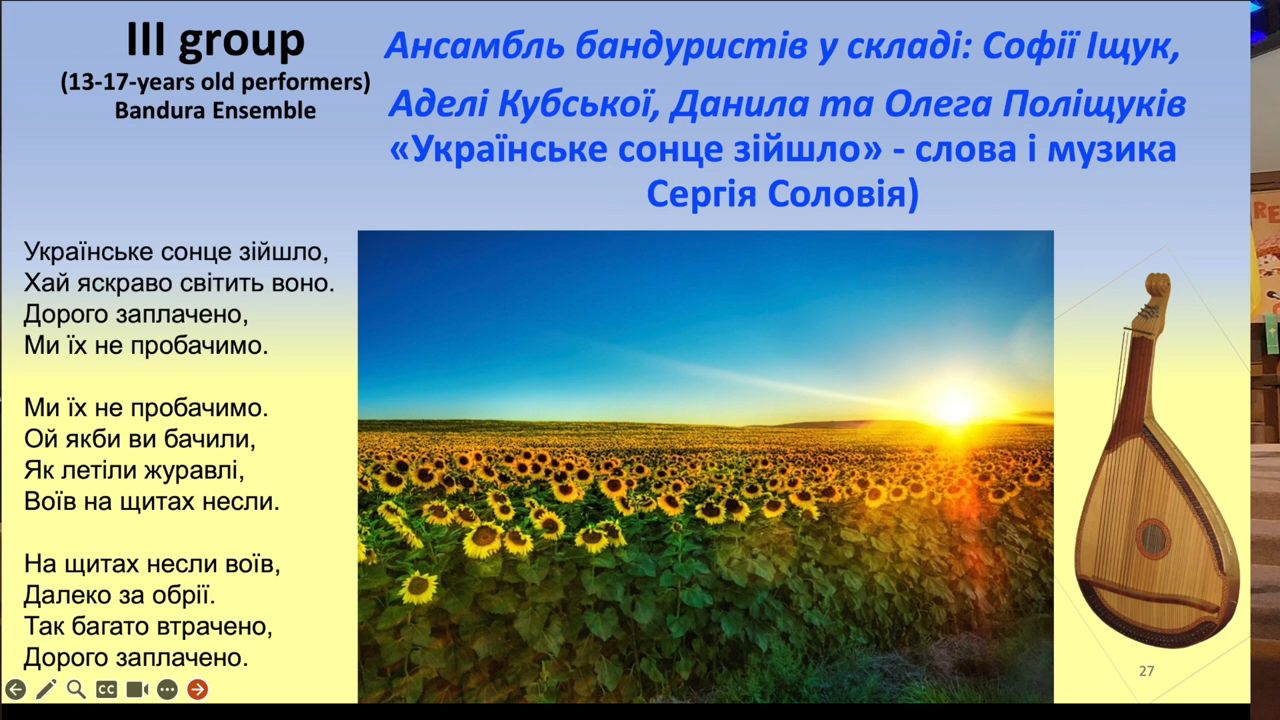 III group
(13-17-years old performers)
Bandura Ensemble
Ансамбль бандуристів у складі: Софії Іщук,
Аделі Кубської, Данила та Олега Поліщуків
«Українське сонце зійшло» - слова і музика
Сергія Соловія)
Українське сонце зійшло,
Хай яскраво світить воно.
Дорого заплачено,
Ми їх не пробачимо.
Ми їх не пробачимо.
Ой якби ви бачили,
Як летіли журавлі,
Воїв на щитах несли.
На щитах несли воїв,
Далеко за обрії.
Так багато втрачено,
Дорого заплачено.
CC
27
RE